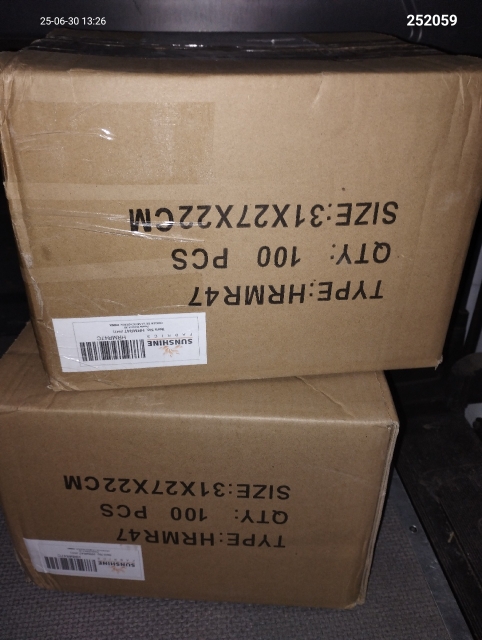 25-06-30 13:26
252059
TYPE:HRMR47
QTY: 100 PCS
SIZE:31X27X22CM
SUNSHINE
HRMR47C
TYPE:HRMR47
QTY: 100 PCS
SIZE:31X27X22CM
SUNSHINE